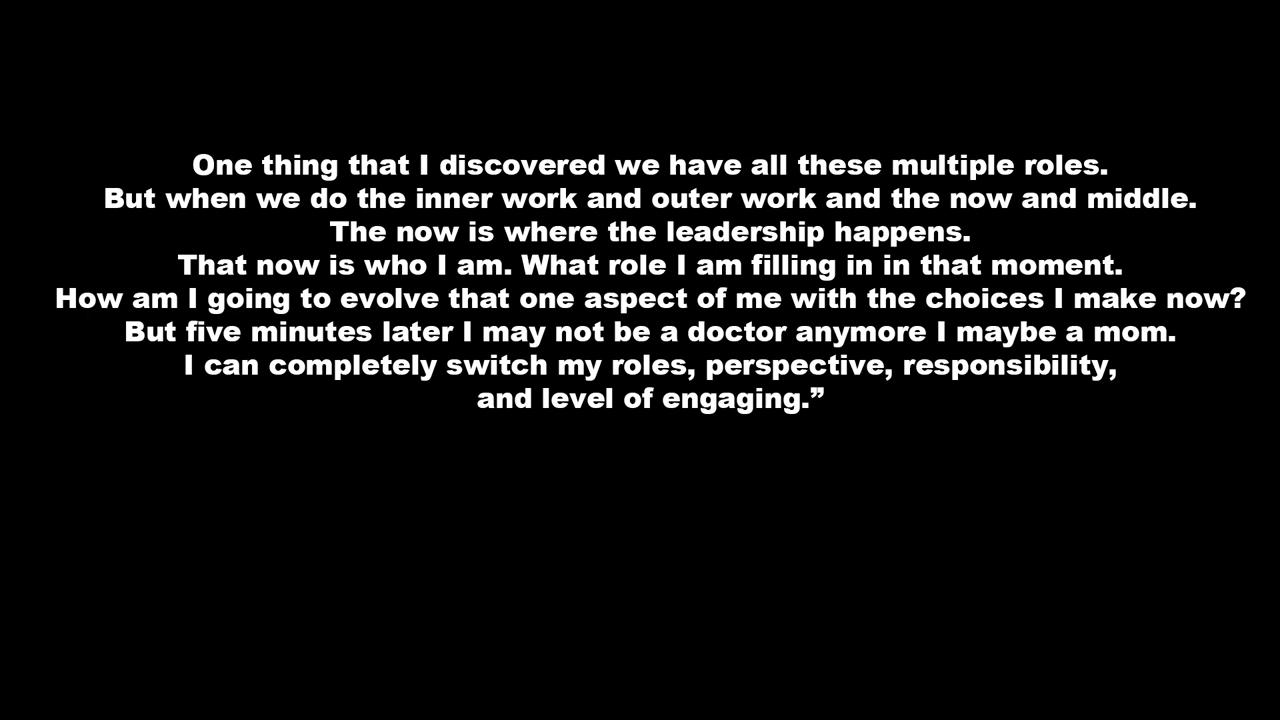 One thing that I discovered we have all these multiple roles.
But when we do the inner work and outer work and the now and middle.
The now is where the leadership happens.
That now is who I am. What role I am filling in in that moment.
How am I going to evolve that one aspect of me with the choices I make now?
But five minutes later I may not be a doctor anymore I maybe a mom.
I can completely switch my roles, perspective, responsibility,
and level of engaging.”